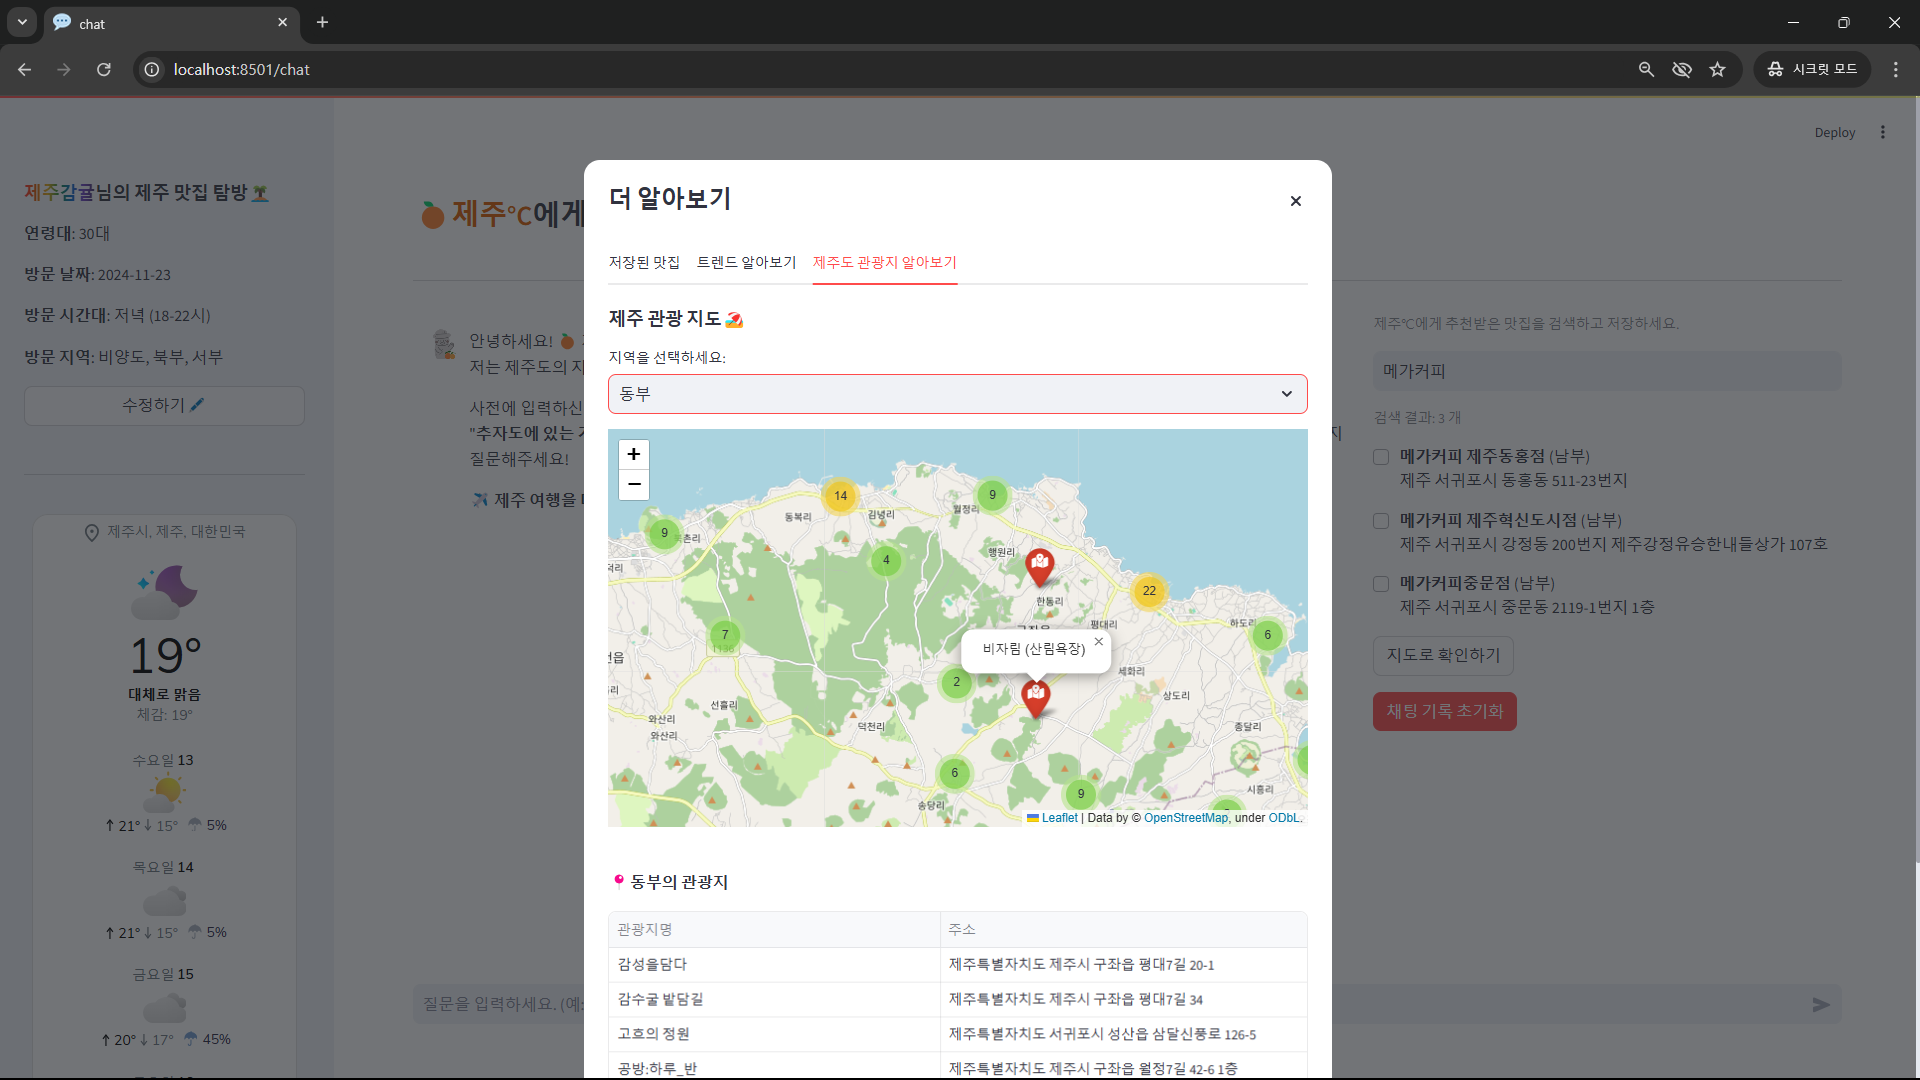 chat
localhost:8501/chat
시크릿 모드
Deploy
제주감귤님의 제주 맛집 탐방
연령대: 30대
방문 날짜: 2024-11-23
방문 시간대: 저녁 (18-22시)
방문 지역: 비양도, 북부, 서부
수정하기
제주시, 제주, 대한민국
19°
대체로 맑음
체감: 19°
수요일 13
↑ 21° ↓ 15° 5%
목요일 14
↑ 21° ↓ 15° 5%
금요일 15
↑ 20° ↓ 17° 45%
제주℃에게
안녕하세요!
저는 제주도의 지
사전에 입력하신
"추자도에 있는
지
질문해주세요!
제주 여행을
질문을 입력하세요. (예:
더 알아보기
저장된 맛집 트렌드 알아보기 제주도 관광지 알아보기
제주 관광 지도
지역을 선택하세요:
동부
+
−
14
9
9
4
22
7
6
2
6
9
동복리
김녕리
월정리
촌리
행원리
한동리
평대리
하도리
세화리
상도리
종달리
시흥리
선흘리
와산리
와산리
덕천리
송당리
1136
비자림 (산림욕장) ×
Leaflet | Data by © OpenStreetMap, under ODbL.
동부의 관광지
관광지명 주소
감성을담다 제주특별자치도 제주시 구좌읍 평대7길 20-1
감수굴 밭담길 제주특별자치도 제주시 구좌읍 평대7길 34
고흐의 정원 제주특별자치도 서귀포시 성산읍 삼달신풍로 126-5
공방:하루_반 제주특별자치도 제주시 구좌읍 월정7길 42-6 1층
제주℃에게 추천받은 맛집을 검색하고 저장하세요.
메가커피
검색 결과: 3 개
메가커피 제주동홍점 (남부)
제주 서귀포시 동홍동 511-23번지
메가커피 제주혁신도시점 (남부)
제주 서귀포시 강정동 200번지 제주강정유승한내들상가 107호
메가커피중문점 (남부)
제주 서귀포시 중문동 2119-1번지 1층
지도로 확인하기
채팅 기록 초기화